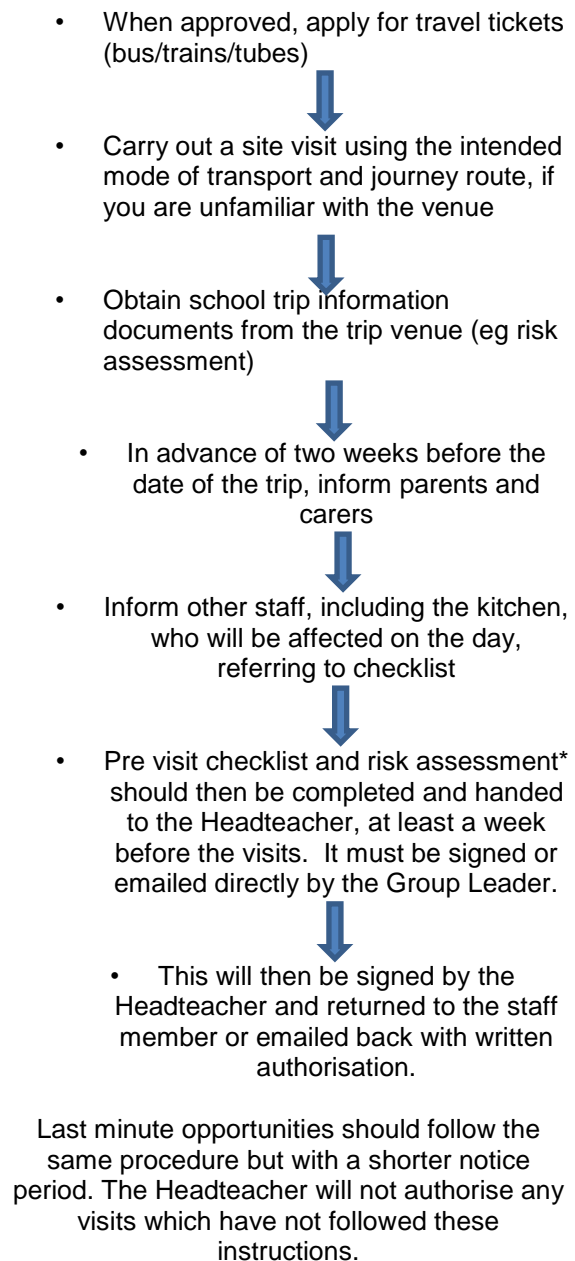 • When approved, apply for travel tickets
(bus/trains/tubes)
• Carry out a site visit using the intended
mode of transport and journey route, if
you are unfamiliar with the venue
• Obtain school trip information
documents from the trip venue (eg risk
assessment)
• In advance of two weeks before the
date of the trip, inform parents and
carers
• Inform other staff, including the kitchen,
who will be affected on the day,
referring to checklist
• Pre visit checklist and risk assessment*
should then be completed and handed
to the Headteacher, at least a week
before the visits. It must be signed or
emailed directly by the Group Leader.
• This will then be signed by the
Headteacher and returned to the staff
member or emailed back with written
authorisation.
Last minute opportunities should follow the
same procedure but with a shorter notice
period. The Headteacher will not authorise any
visits which have not followed these
instructions.